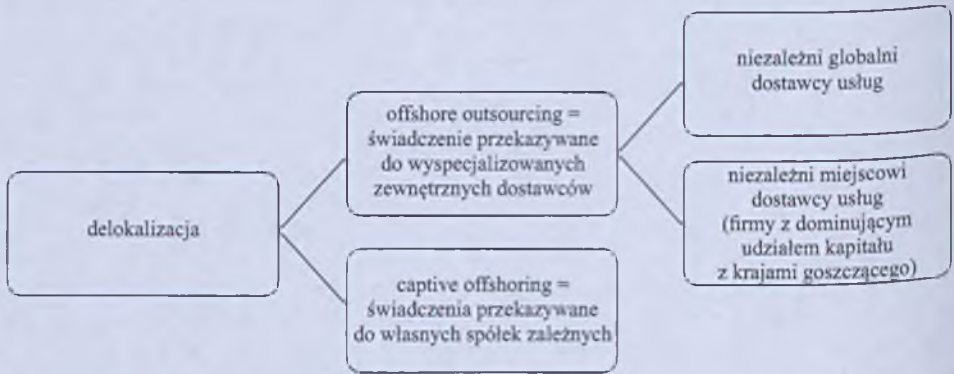 delokalizacja
offshore outsourcing =
świadczenie przekazywane
do wyspecjalizowanych
zewnętrznych dostawców
captive offshoring =
świadczenia przekazywane
do własnych spółek zależnych
niezależni globalni
dostawcy usług
niezależni miejscowi
dostawcy usług
(firmy z dominującym
udziałem kapitału
z krajami goszczącego)